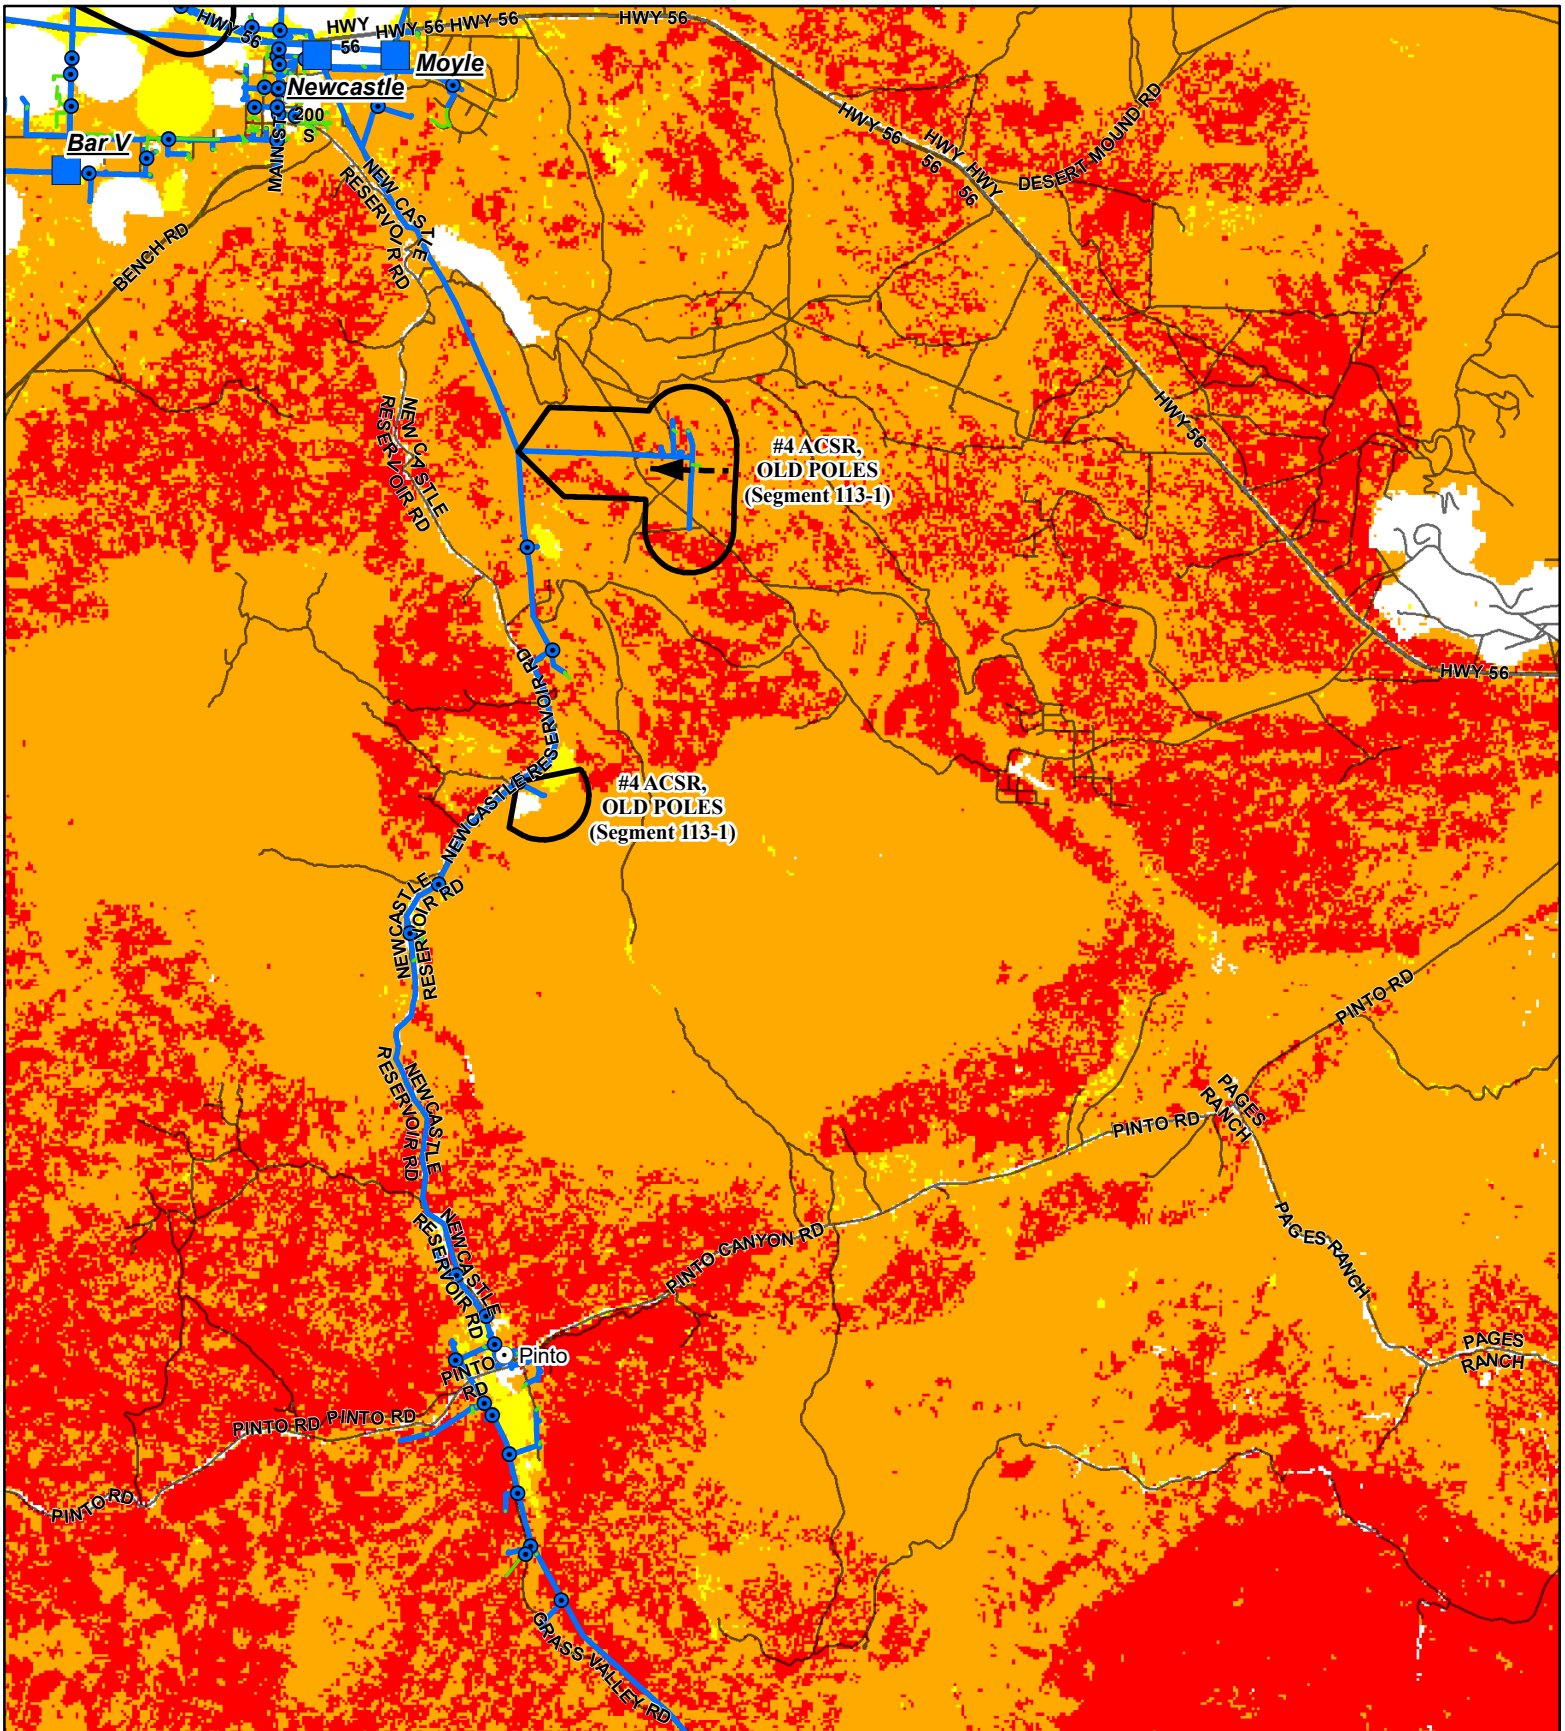 HWY 56
HWY
56
HWY 56
HWY 56
HWY 56
Moyle
Newcastle
200
S
Bar V
MAIN ST
HWY 56
HWY
56
HWY
56
DESERT MOUND RD
NEW CASTLE
RESERVOIR RD
BENCH RD
HWY 56
NEW CASTLE
RESERVOIR RD
#4 ACSR,
OLD POLES
(Segment 113-1)
HWY 56
NEWCASTLE RESERVOIR RD
#4 ACSR,
OLD POLES
(Segment 113-1)
NEWCASTLE
RESERVOIR RD
PINTO RD
NEWCASTLE
RESERVOIR RD
PAGES
RANCH
PINTO RD
NEWCASTLE
RESERVOIR RD
PINTO CANYON RD
PAGES RANCH
PAGES
RANCH
Pinto
PINTO
RD
PINTO RD
PINTO RD
PINTO RD
GRASS VALLEY RD